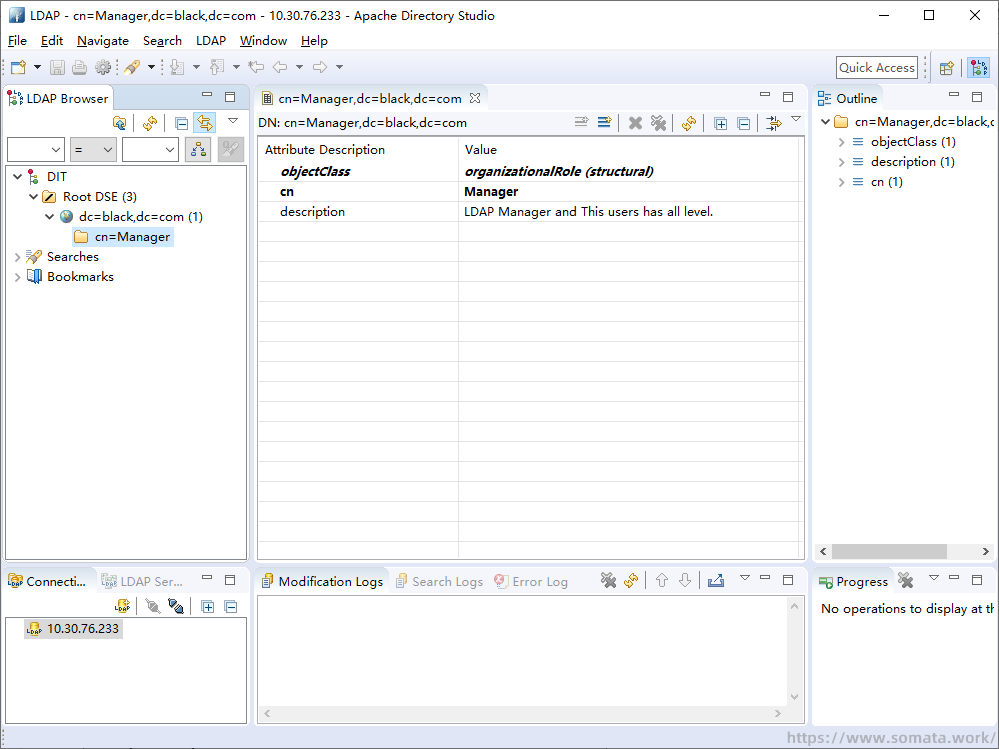 LDAP - cn=Manager,dc=black,dc=com - 10.30.76.233 - Apache Directory Studio
File Edit Navigate Search LDAP Window Help
Quick Access
LDAP Browser
=
DIT
Root DSE (3)
dc=black,dc=com (1)
cn=Manager
Searches
Bookmarks
cn=Manager,dc=black,dc=com
DN: cn=Manager,dc=black,dc=com
Attribute Description Value
objectClass organizationalRole (structural)
cn Manager
description LDAP Manager and This users has all level.
Outline
cn=Manager,dc=black,c
objectClass (1)
description (1)
cn (1)
Connecti... LDAP Ser...
LDAP 10.30.76.233
Modification Logs Search Logs Error Log
Progress
No operations to display at th
https://www.somata.work/